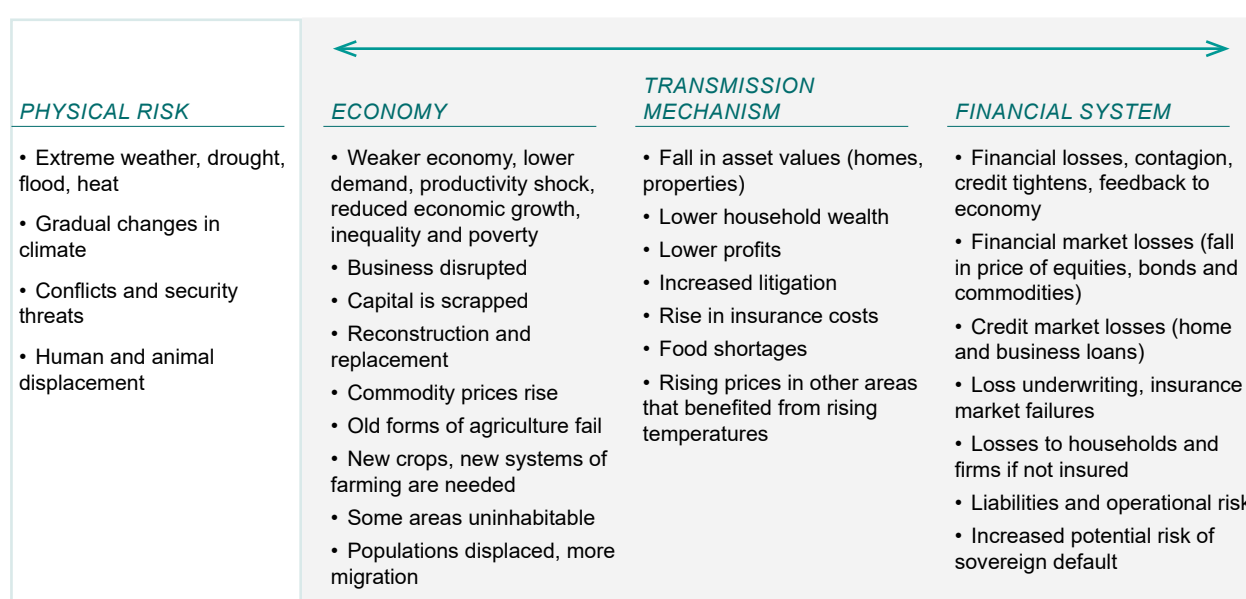 PHYSICAL RISK
• Extreme weather, drought,
flood, heat
• Gradual changes in
climate
• Conflicts and security
threats
• Human and animal
displacement
ECONOMY
• Weaker economy, lower
demand, productivity shock,
reduced economic growth,
inequality and poverty
• Business disrupted
• Capital is scrapped
• Reconstruction and
replacement
• Commodity prices rise
• Old forms of agriculture fail
• New crops, new systems of
farming are needed
• Some areas uninhabitable
• Populations displaced, more
migration
TRANSMISSION
MECHANISM
• Fall in asset values (homes,
properties)
• Lower household wealth
• Lower profits
• Increased litigation
• Rise in insurance costs
• Food shortages
• Rising prices in other areas
that benefited from rising
temperatures
FINANCIAL SYSTEM
• Financial losses, contagion,
credit tightens, feedback to
economy
• Financial market losses (fall
in price of equities, bonds and
commodities)
• Credit market losses (home
and business loans)
• Loss underwriting, insurance
market failures
• Losses to households and
firms if not insured
• Liabilities and operational risk
• Increased potential risk of
sovereign default